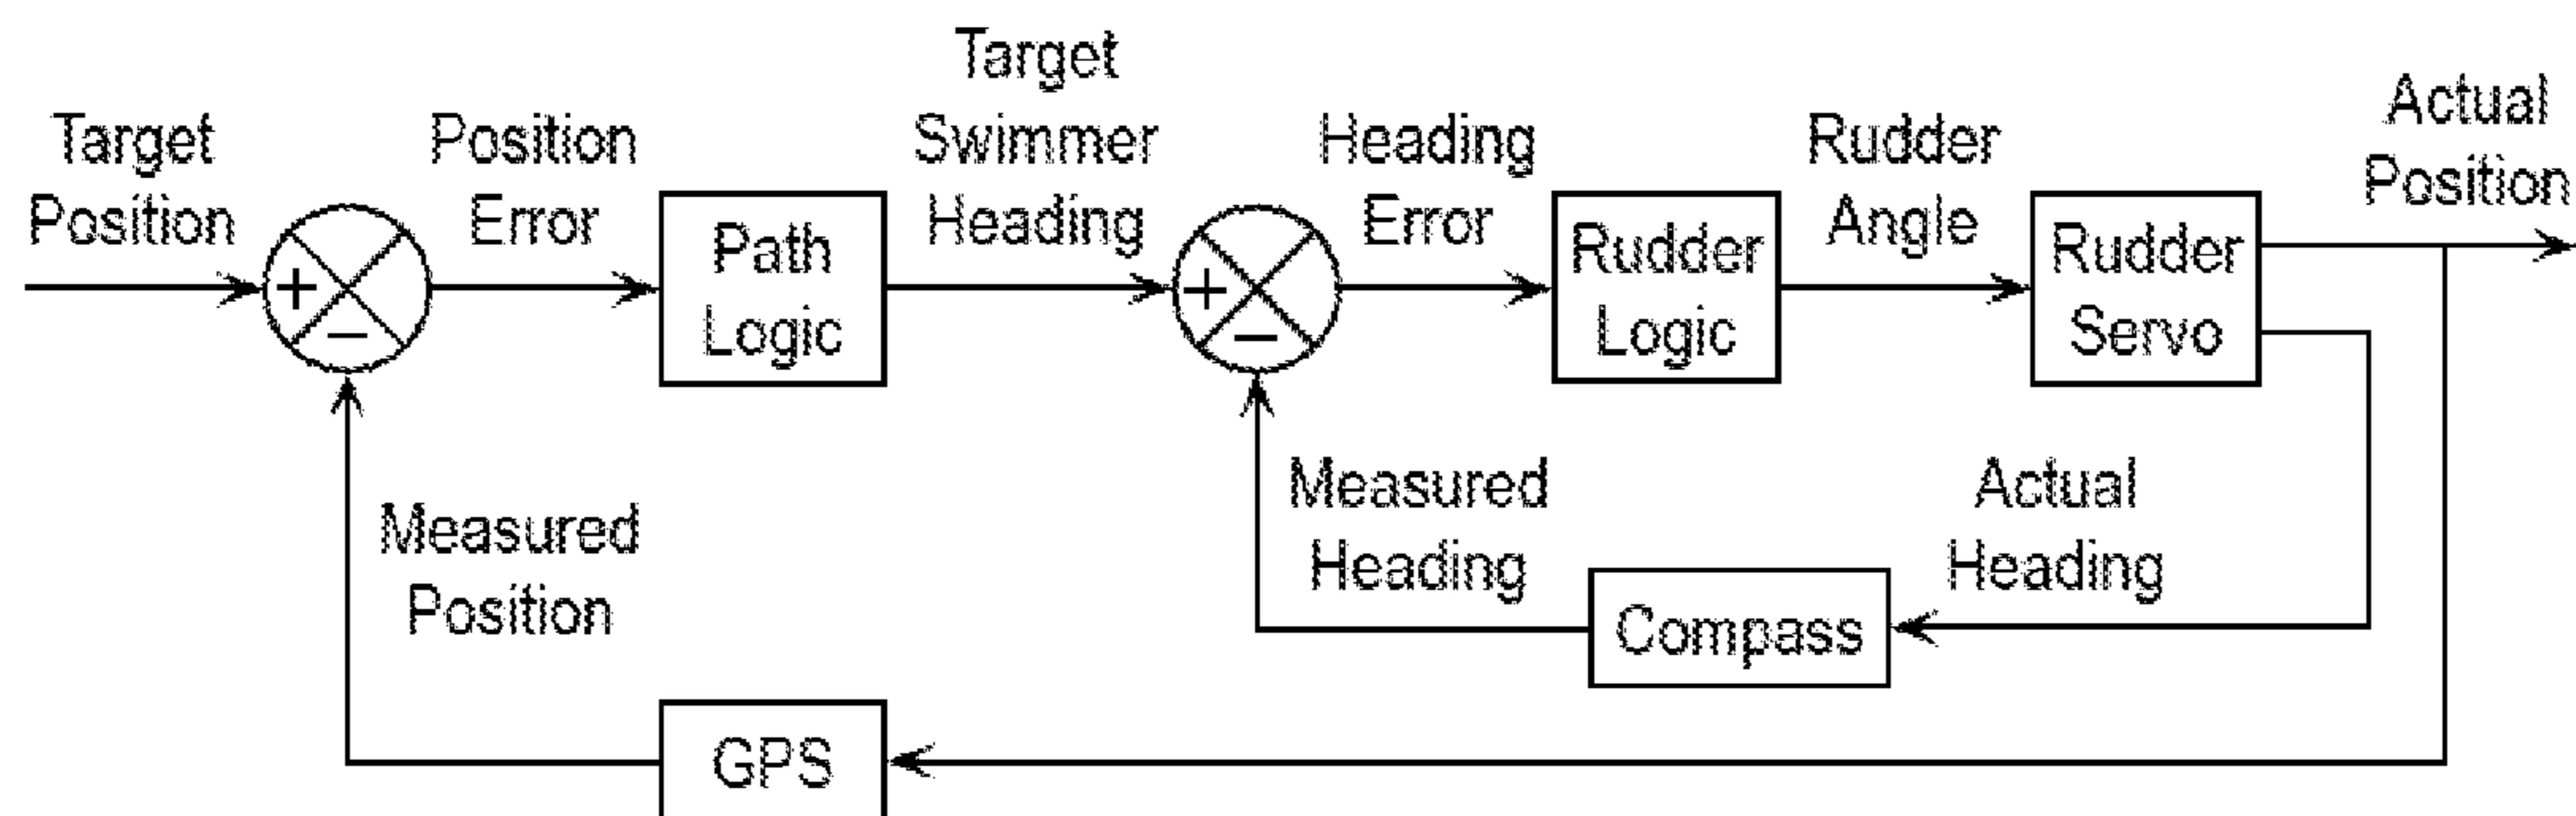 Target
Position
+
−
Position
Error
Path
Logic
Target
Swimmer
Heading
+
−
Heading
Error
Rudder
Logic
Rudder
Angle
Rudder
Servo
Actual
Position
Measured
Position
Measured
Heading
Compass
Actual
Heading
GPS